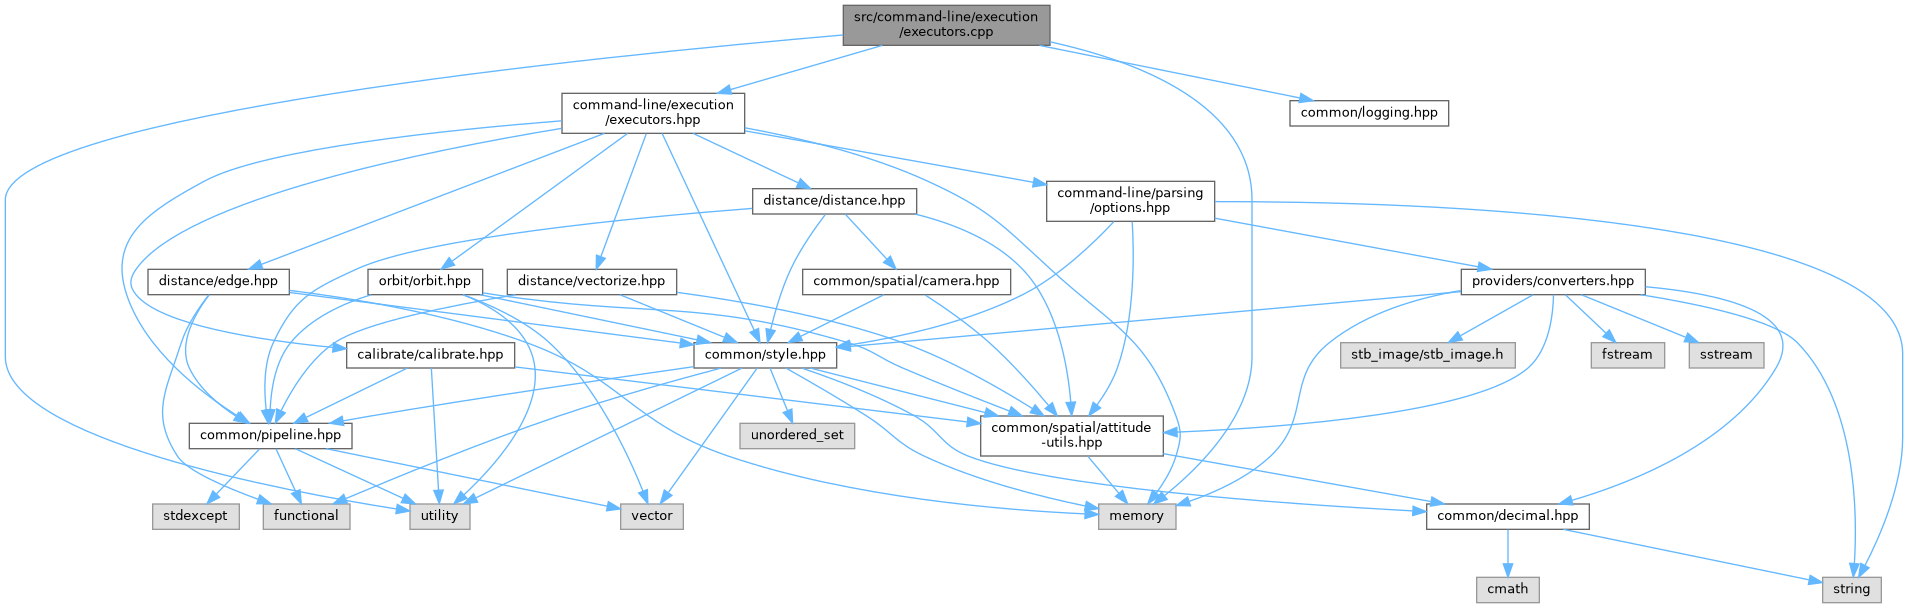 src/command-line/execution
/executors.cpp
command-line/execution
/executors.hpp
common/logging.hpp
distance/distance.hpp
command-line/parsing
/options.hpp
distance/edge.hpp
orbit/orbit.hpp
distance/vectorize.hpp
common/spatial/camera.hpp
providers/converters.hpp
calibrate/calibrate.hpp
common/style.hpp
stb_image/stb_image.h
fstream
sstream
common/pipeline.hpp
unordered_set
common/spatial/attitude
-utils.hpp
stdexcept
functional
utility
vector
memory
common/decimal.hpp
cmath
string